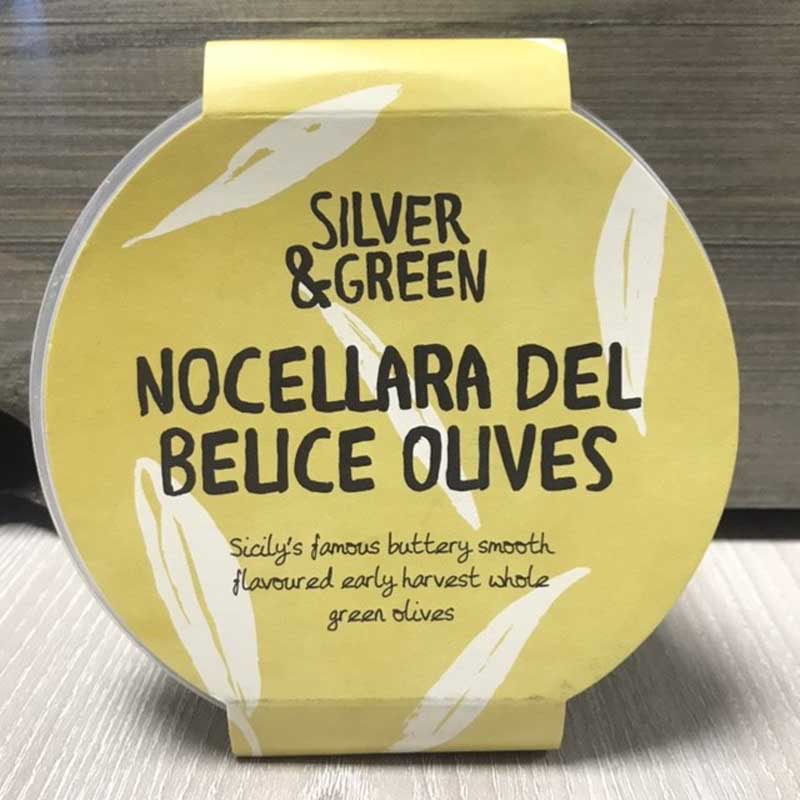 SILVER
&GREEN
NOCELLARA DEL
BELICE OLIVES
Sicily's famous buttery smooth
flavoured early harvest whole
green olives